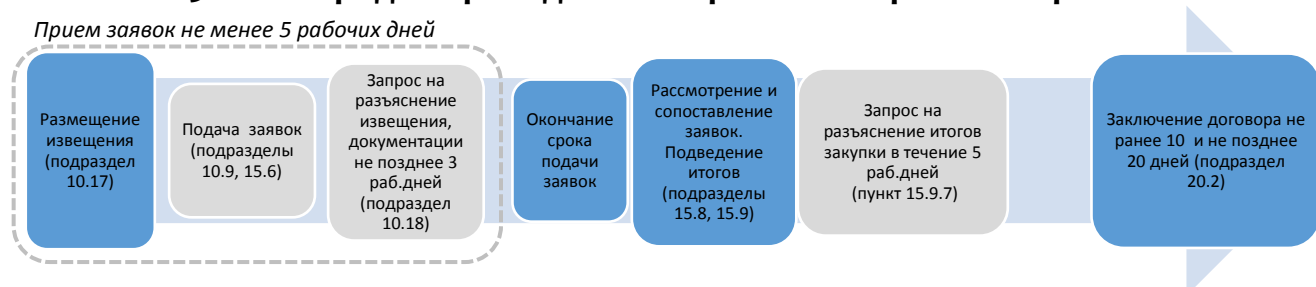 Прием заявок не менее 5 рабочих дней
Размещение
извещения
(подраздел
10.17)
Подача заявок
(подразделы
10.9, 15.6)
Запрос на
разъяснение
извещения,
документации
не позднее 3
раб.дней
(подраздел
10.18)
Окончание
срока
подачи
заявок
Рассмотрение и
сопоставление
заявок.
Подведение
итогов
(подразделы
15.8, 15.9)
Запрос на
разъяснение итогов
закупки в течение 5
раб.дней
(пункт 15.9.7)
Заключение договора не
ранее 10 и не позднее
20 дней (подраздел
20.2)